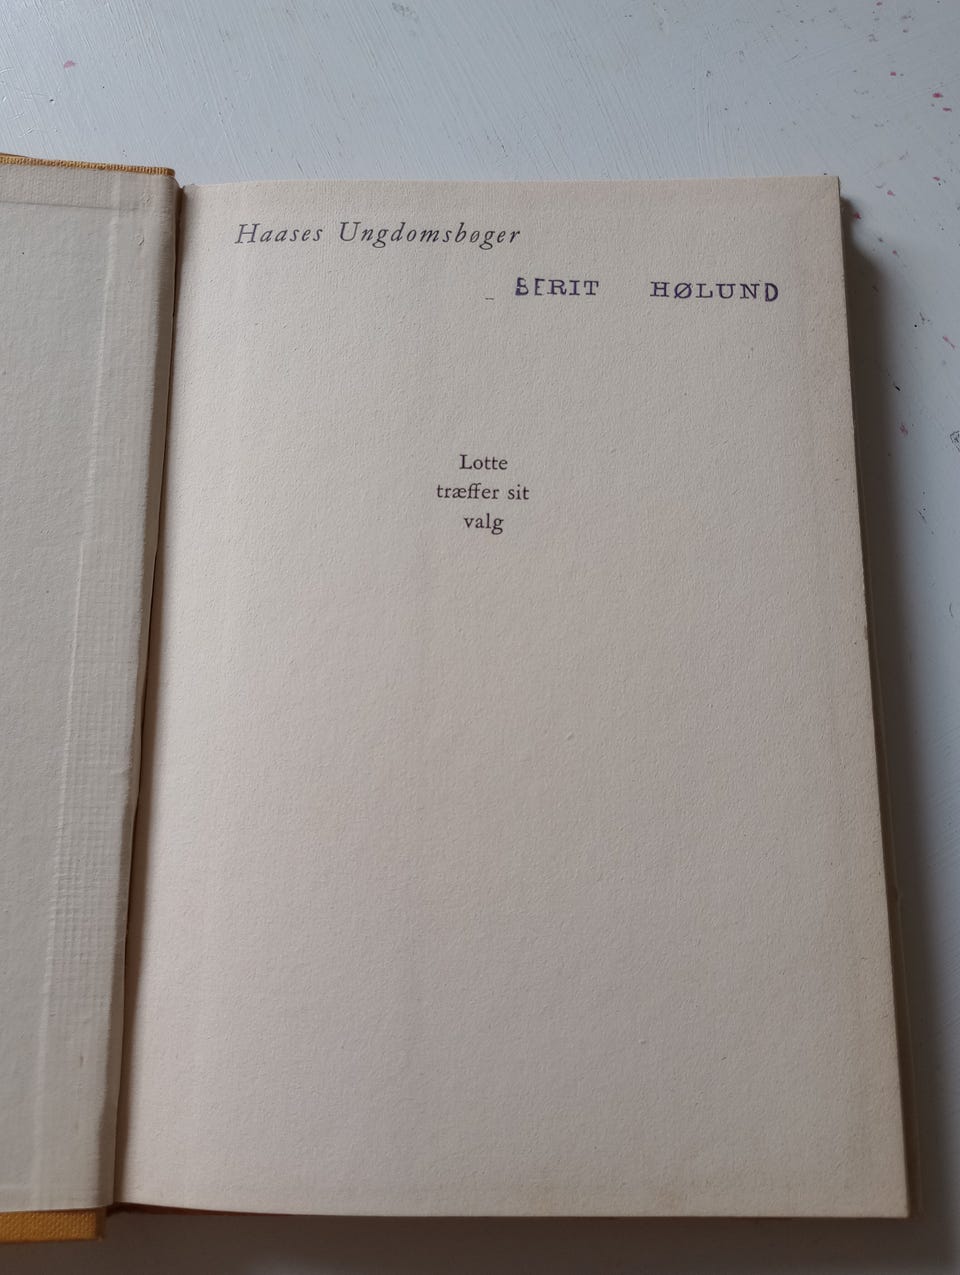 Haases Ungdomsbøger
BERIT HØLUND
Lotte
træffer sit
valg